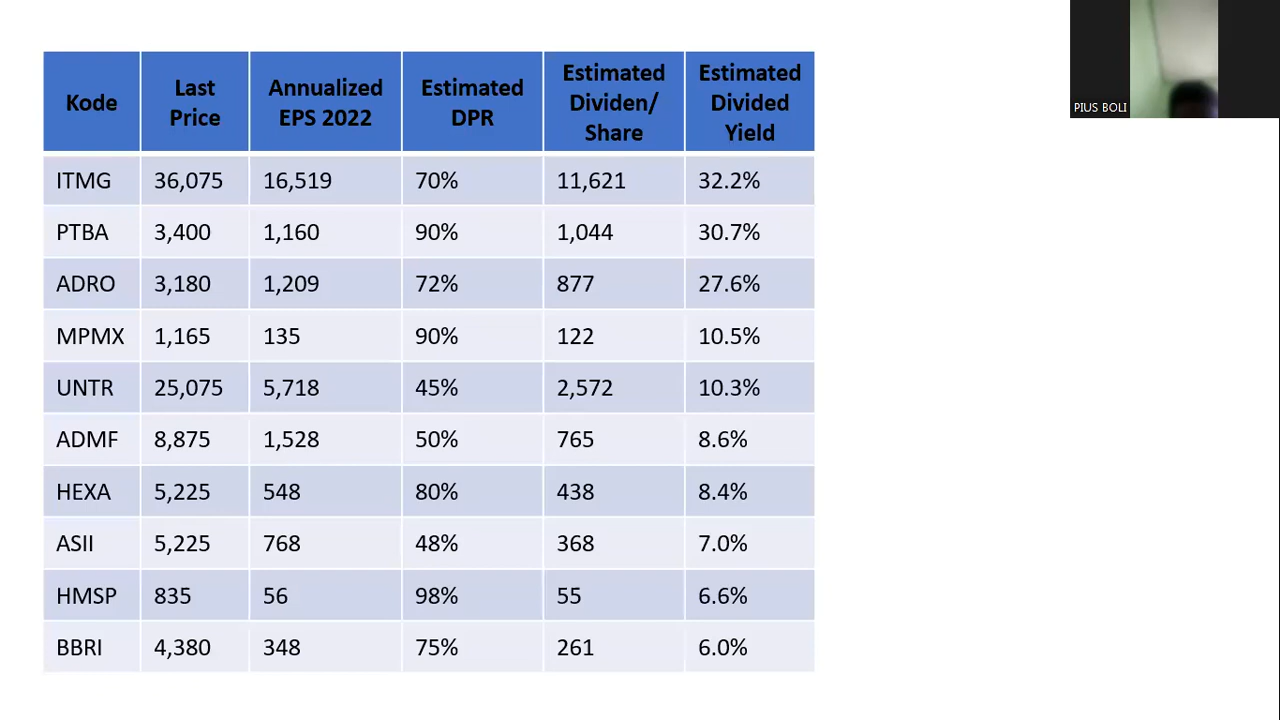 Kode Last Price Annualized EPS 2022 Estimated DPR Estimated Dividen/ Share Estimated Divided Yield
ITMG 36,075 16,519 70% 11,621 32.2%
PTBA 3,400 1,160 90% 1,044 30.7%
ADRO 3,180 1,209 72% 877 27.6%
MPMX 1,165 135 90% 122 10.5%
UNTR 25,075 5,718 45% 2,572 10.3%
ADMF 8,875 1,528 50% 765 8.6%
HEXA 5,225 548 80% 438 8.4%
ASII 5,225 768 48% 368 7.0%
HMSP 835 56 98% 55 6.6%
BBRI 4,380 348 75% 261 6.0%
PIUS BOLI